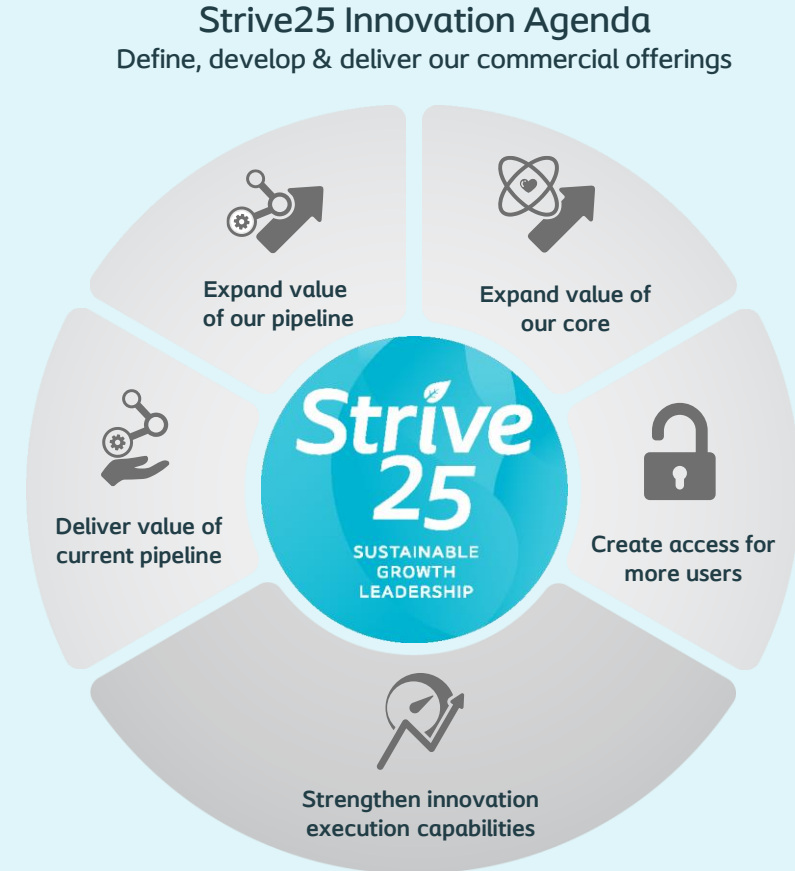 Strive25 Innovation Agenda
Define, develop & deliver our commercial offerings
Expand value
of our pipeline
Expand value of
our core
Deliver value of
current pipeline
Strive
25
SUSTAINABLE
GROWTH
LEADERSHIP
Create access for
more users
Strengthen innovation
execution capabilities